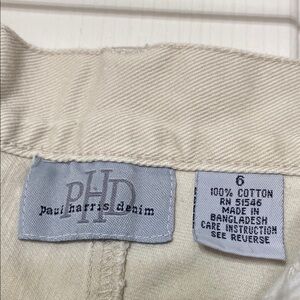 PHD
paul harris denim
6
100% COTTON
RN 51546
MADE IN
BANGLADESH
CARE INSTRUCTION
SEE REVERSE